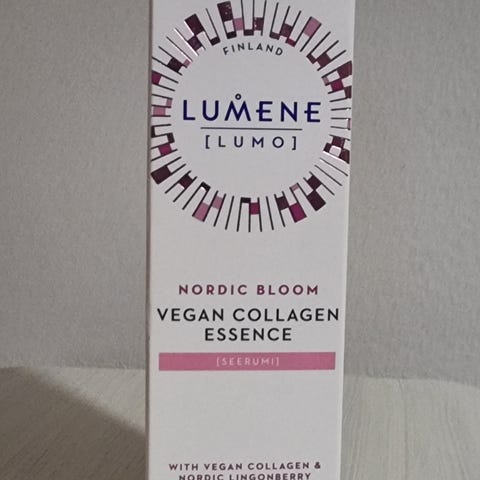 FINLAND
LUMENE
[LUMO]
NORDIC BLOOM
VEGAN COLLAGEN
ESSENCE
[SEERUMI]
WITH VEGAN COLLAGEN &
NORDIC LINGONBERRY